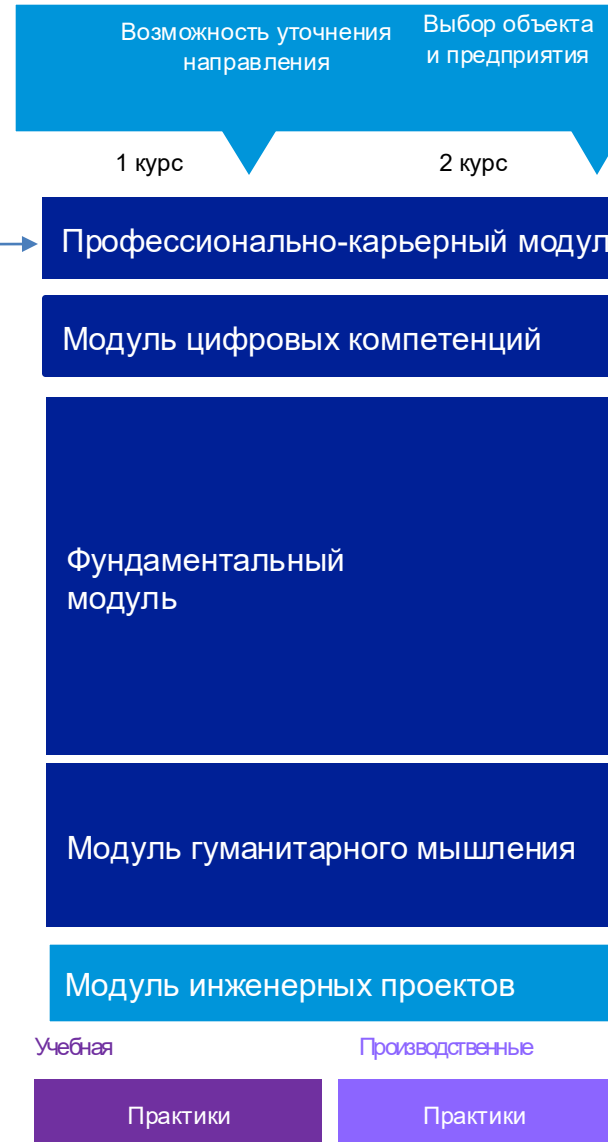 Возможность уточнения
направления
Выбор объекта
и предприятия
1 курс
2 курс
Профессионально-карьерный модул
Модуль цифровых компетенций
Фундаментальный
модуль
Модуль гуманитарного мышления
Модуль инженерных проектов
Учебная
Производственные
Практики
Практики